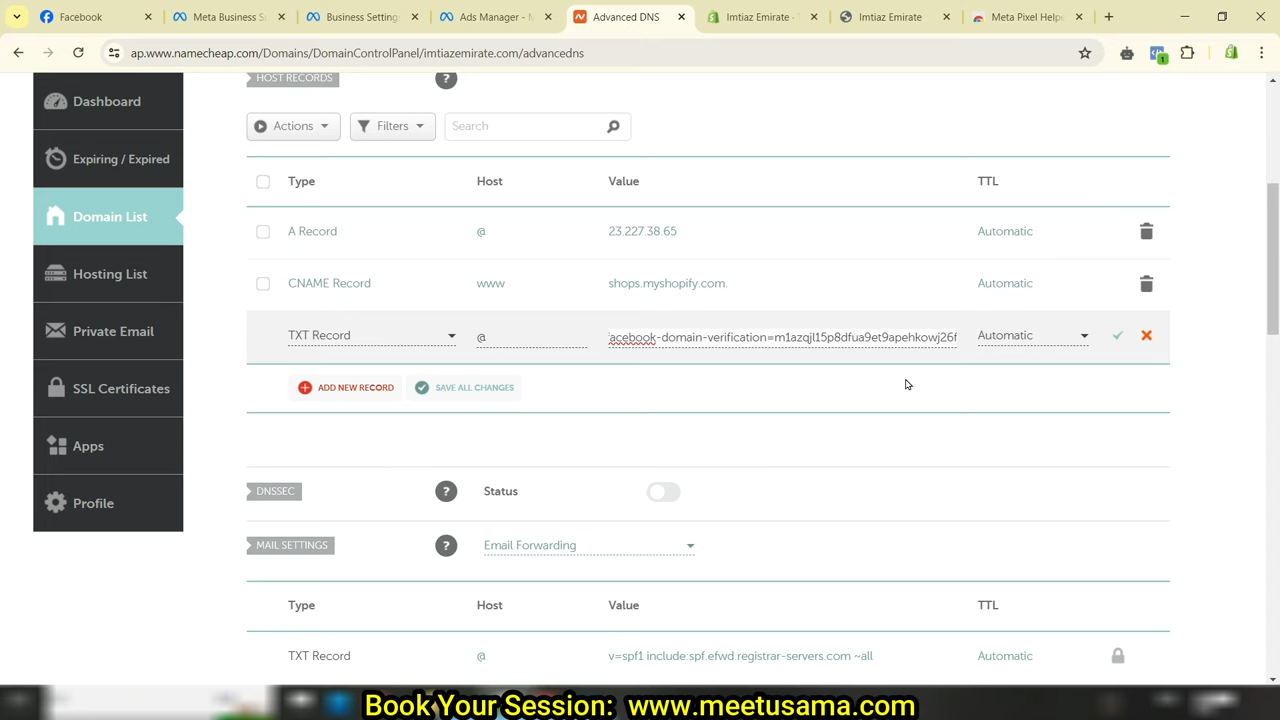 Facebook
Meta Business S
Business Settings
Ads Manager - M
Advanced DNS
Imtiaz Emirate · T
Imtiaz Emirate
Meta Pixel Helpe
ap.www.namecheap.com/Domains/DomainControlPanel/imtiazemirate.com/advancedns
1
HOST RECORDS
?
Dashboard
Expiring / Expired
Domain List
Hosting List
Private Email
SSL Certificates
Apps
Profile
Actions
Filters
Search
Type Host Value TTL
A Record @ 23.227.38.65 Automatic
CNAME Record www shops.myshopify.com. Automatic
TXT Record @ facebook-domain-verification=m1azqjl15p8dfua9et9apehkowj26f Automatic
ADD NEW RECORD SAVE ALL CHANGES
DNSSEC ? Status
MAIL SETTINGS ? Email Forwarding
Type Host Value TTL
TXT Record @ v=spf1 include:spf.efwd.registrar-servers.com ~all Automatic
Book Your Session: www.meetusama.com